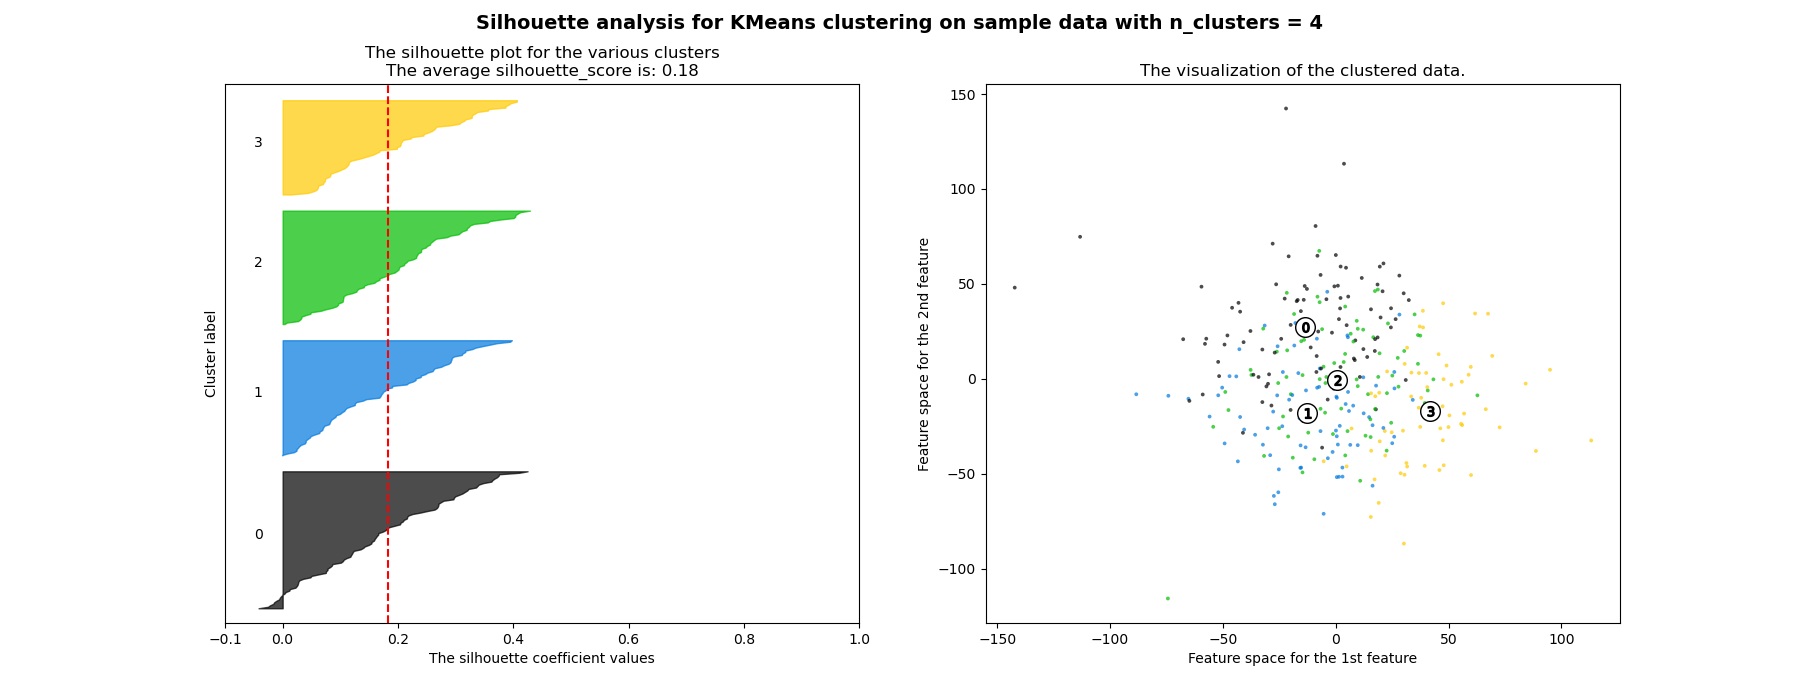 Silhouette analysis for KMeans clustering on sample data with n_clusters = 4
The silhouette plot for the various clusters
The average silhouette_score is: 0.18
3
2
1
0
Cluster label
−0.1 0.0 0.2 0.4 0.6 0.8 1.0
The silhouette coefficient values
The visualization of the clustered data.
150
100
50
0
−50
−100
Feature space for the 2nd feature
0
2
1
3
−150 −100 −50 0 50 100
Feature space for the 1st feature